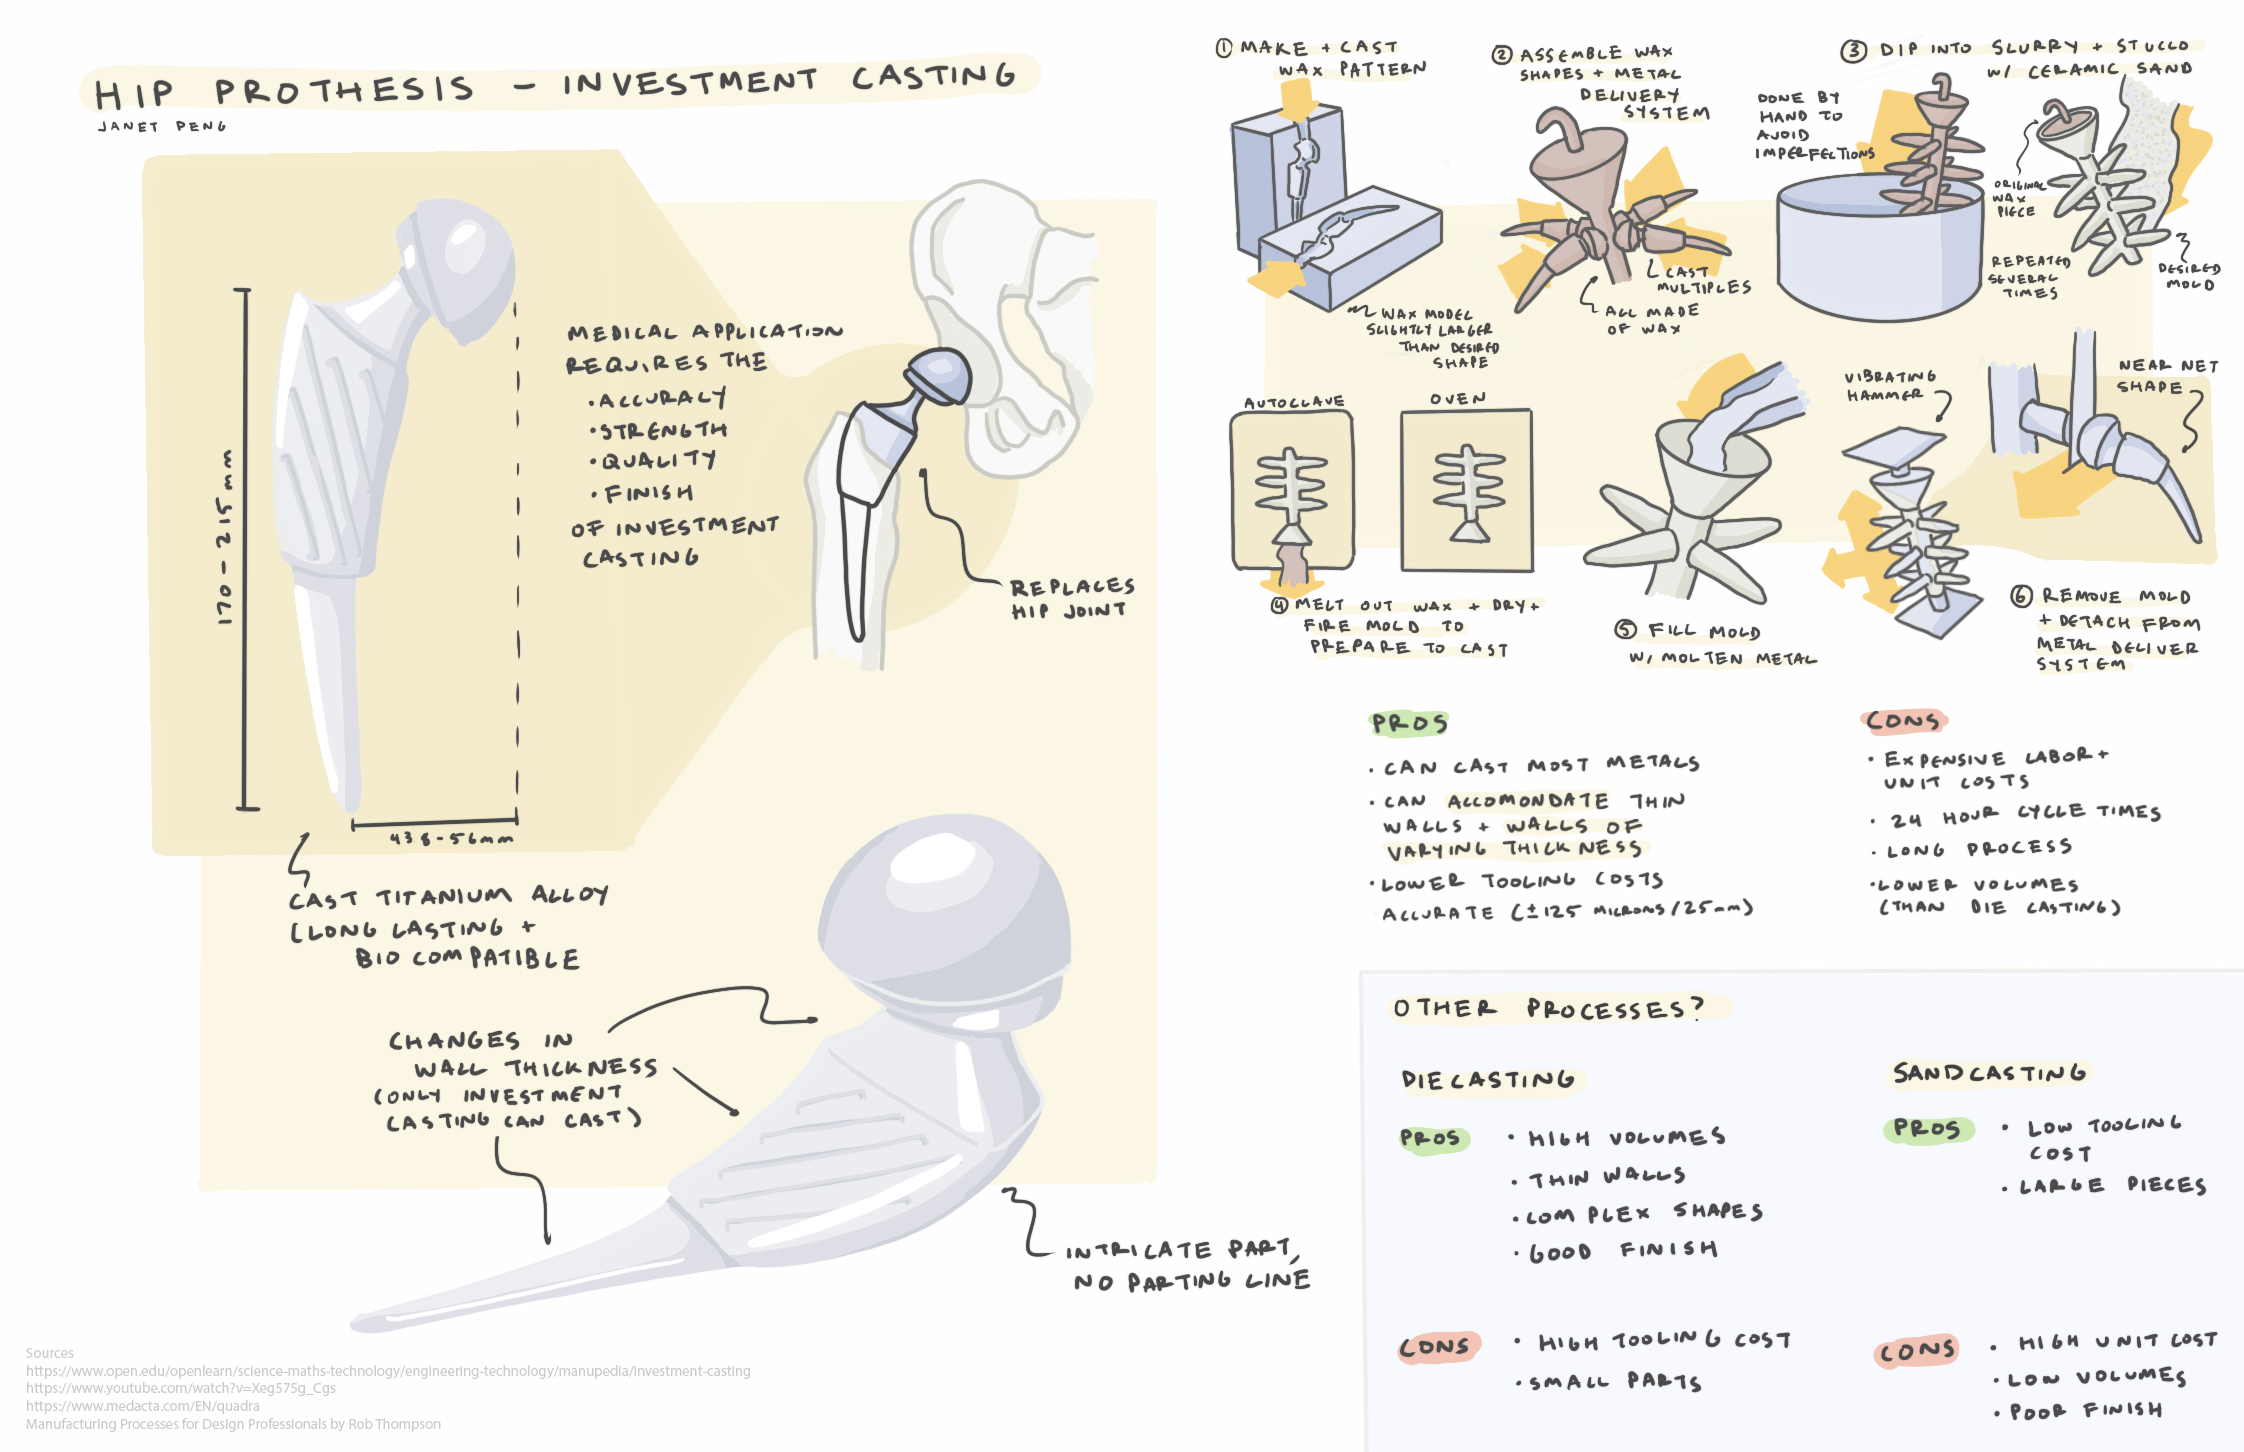 HIP PROTHESIS - INVESTMENT CASTING
JANET PENG
170 - 215mm
438-56mm
MEDICAL APPLICATION
REQUIRES THE
• ACCURACY
• STRENGTH
• QUALITY
• FINISH
OF INVESTMENT
CASTING
REPLACES
HIP JOINT
CAST TITANIUM ALLOY
(LONG LASTING +
BIO COMPATIBLE
CHANGES IN
WALL THICKNESS
(ONLY INVESTMENT
CASTING CAN CAST)
INTRICATE PART,
NO PARTING LINE
Sources
https://www.open.edu/openlearn/science-maths-technology/engineering-technology/manupedia/investment-casting
https://www.youtube.com/watch?v=Xeg575g_Cgs
https://www.medacta.com/EN/quadra
Manufacturing Processes for Design Professionals by Rob Thompson
① MAKE + CAST
WAX PATTERN
WAX MODEL
SLIGHTLY LARGER
THAN DESIRED
SHAPE
② ASSEMBLE WAX
SHAPES + METAL
DELIVERY
SYSTEM
CAST
MULTIPLES
ALL MADE
OF WAX
③ DIP INTO SLURRY + STUCCO
W/ CERAMIC SAND
DONE BY
HAND TO
AVOID
IMPERFECTIONS
ORIGINAL
WAX
PIECE
REPEATED
SEVERAL
TIMES
DESIRED
MOLD
AUTOCLAVE
OVEN
④ MELT OUT WAX + DRY +
FIRE MOLD TO
PREPARE TO CAST
⑤ FILL MOLD
W/ MOLTEN METAL
VIBRATING
HAMMER
NEAR NET
SHAPE
⑥ REMOVE MOLD
+ DETACH FROM
METAL DELIVER
SYSTEM
PROS
• CAN CAST MOST METALS
• CAN ACCOMONDATE THIN
WALLS + WALLS OF
VARYING THICKNESS
• LOWER TOOLING COSTS
ACCURATE (±125 MICRONS/25mm)
CONS
• EXPENSIVE LABOR +
UNIT COSTS
• 24 HOUR CYCLE TIMES
• LONG PROCESS
• LOWER VOLUMES
(THAN DIE CASTING)
OTHER PROCESSES?
DIECASTING
PROS
• HIGH VOLUMES
• THIN WALLS
• COMPLEX SHAPES
• GOOD FINISH
CONS
• HIGH TOOLING COST
• SMALL PARTS
SANDCASTING
PROS
• LOW TOOLING
COST
• LARGE PIECES
CONS
• HIGH UNIT COST
• LOW VOLUMES
• POOR FINISH